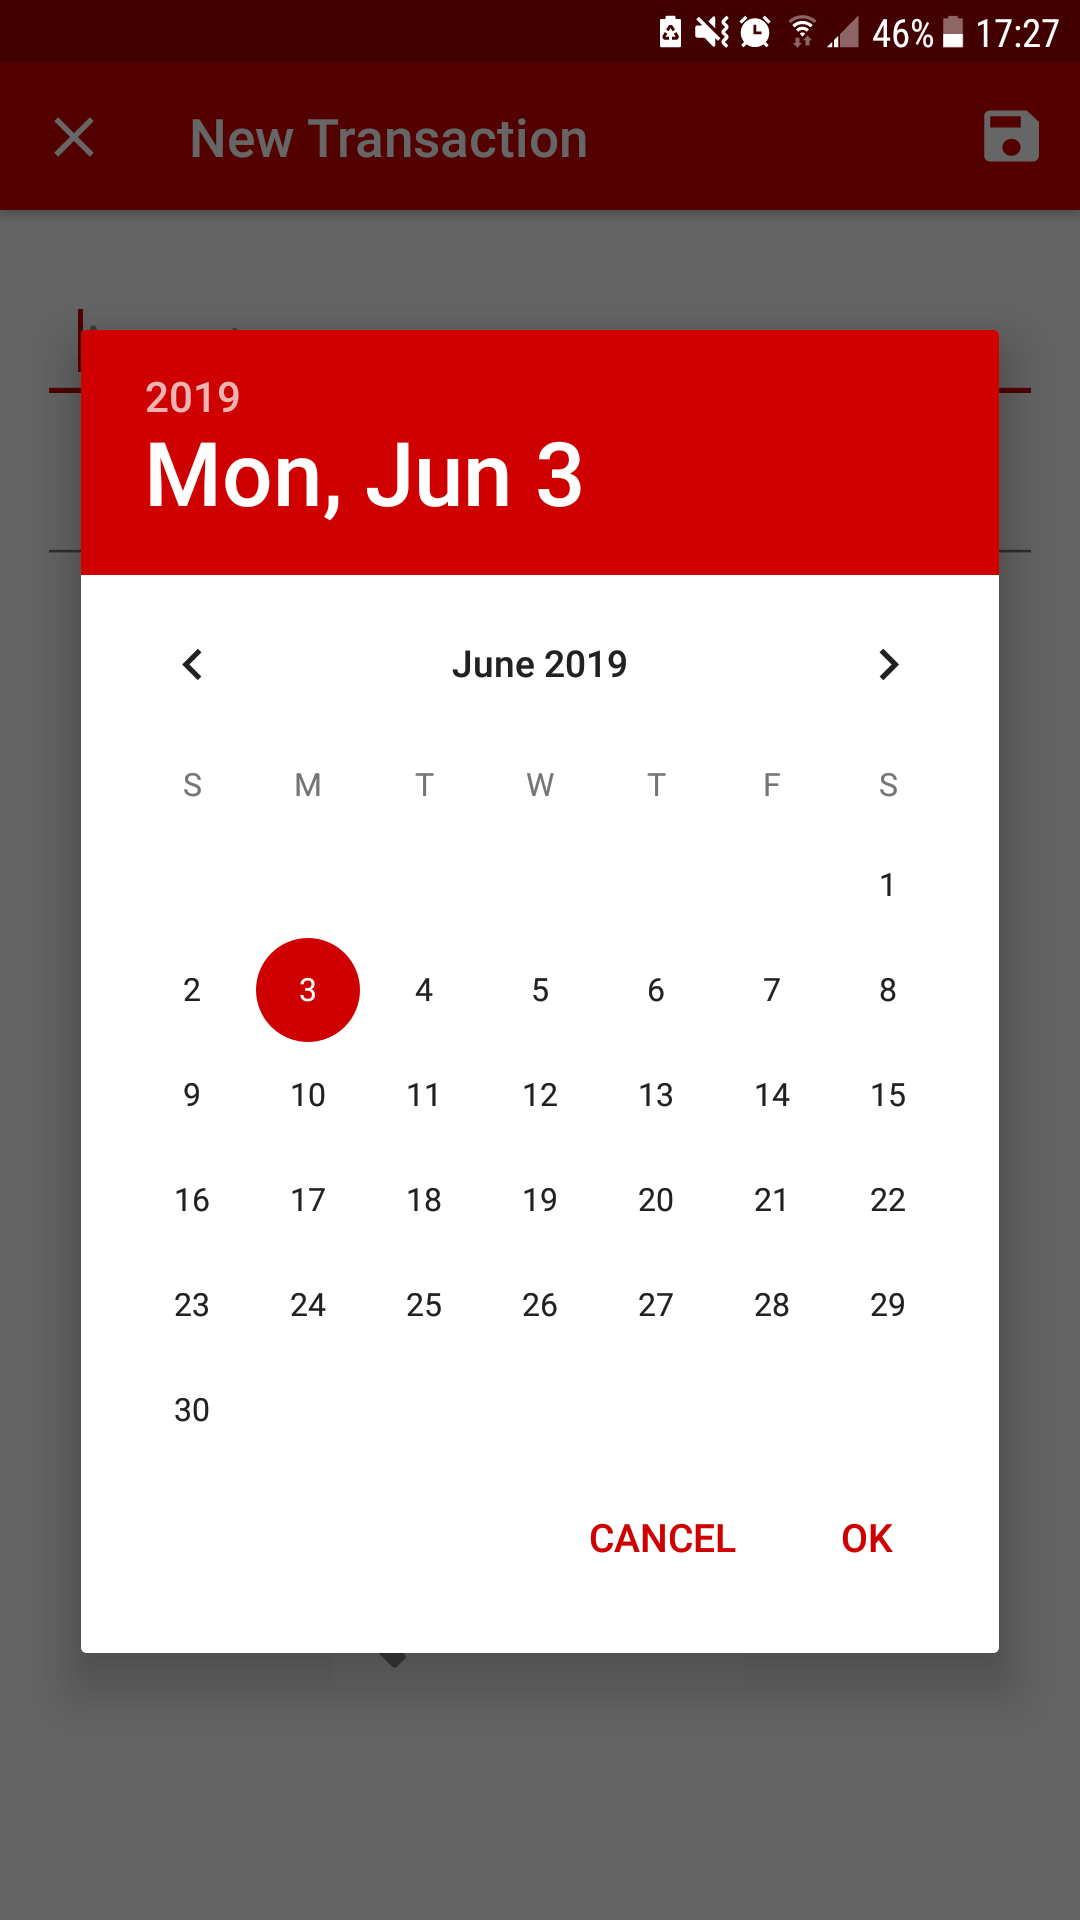 46% 17:27
New Transaction
2019
Mon, Jun 3
June 2019
S M T W T F S
1
2 3 4 5 6 7 8
9 10 11 12 13 14 15
16 17 18 19 20 21 22
23 24 25 26 27 28 29
30
CANCEL OK